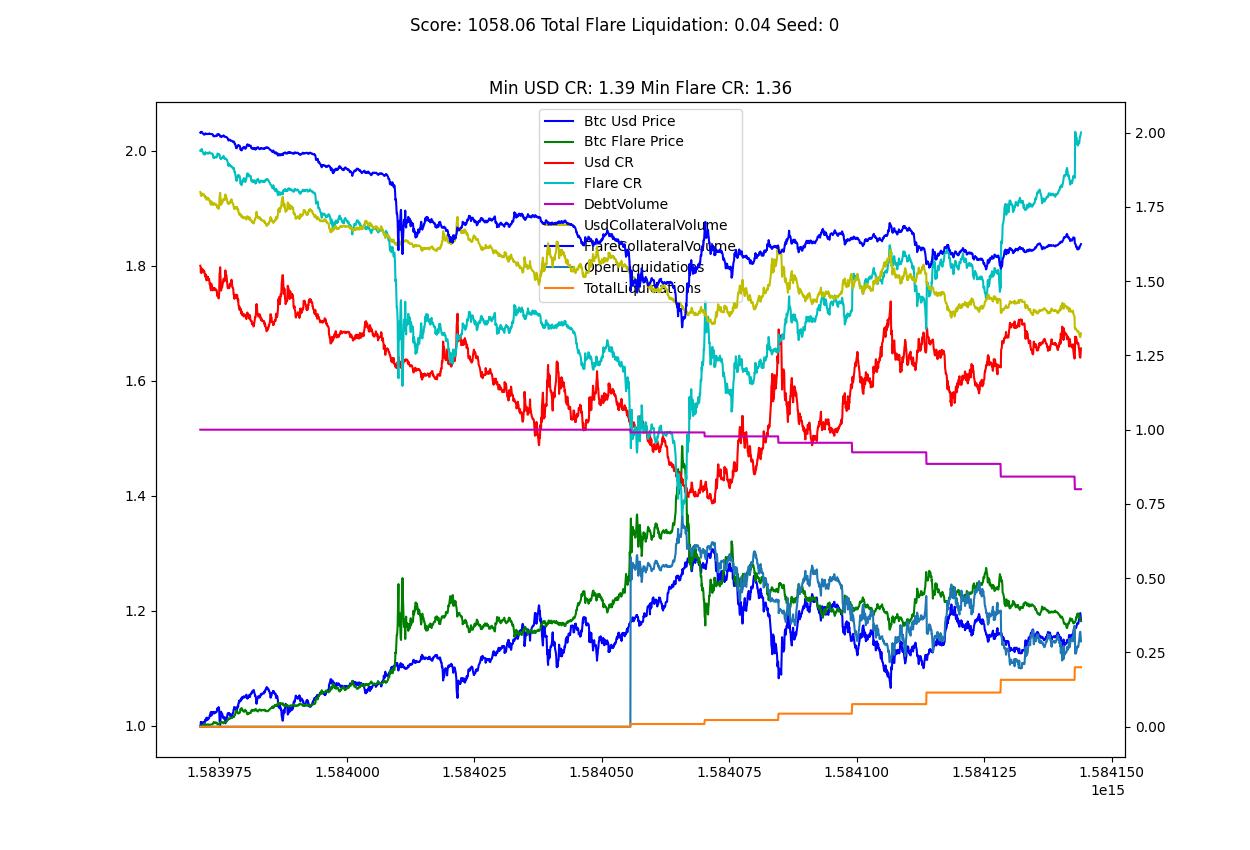 Score: 1058.06 Total Flare Liquidation: 0.04 Seed: 0
Min USD CR: 1.39 Min Flare CR: 1.36
Btc Usd Price
Btc Flare Price
Usd CR
Flare CR
DebtVolume
UsdCollateralVolume
FlareCollateralVolume
OpenLiquidations
TotalLiquidations
2.0
1.8
1.6
1.4
1.2
1.0
2.00
1.75
1.50
1.25
1.00
0.75
0.50
0.25
0.00
1.583975 1.584000 1.584025 1.584050 1.584075 1.584100 1.584125 1.584150
1e15